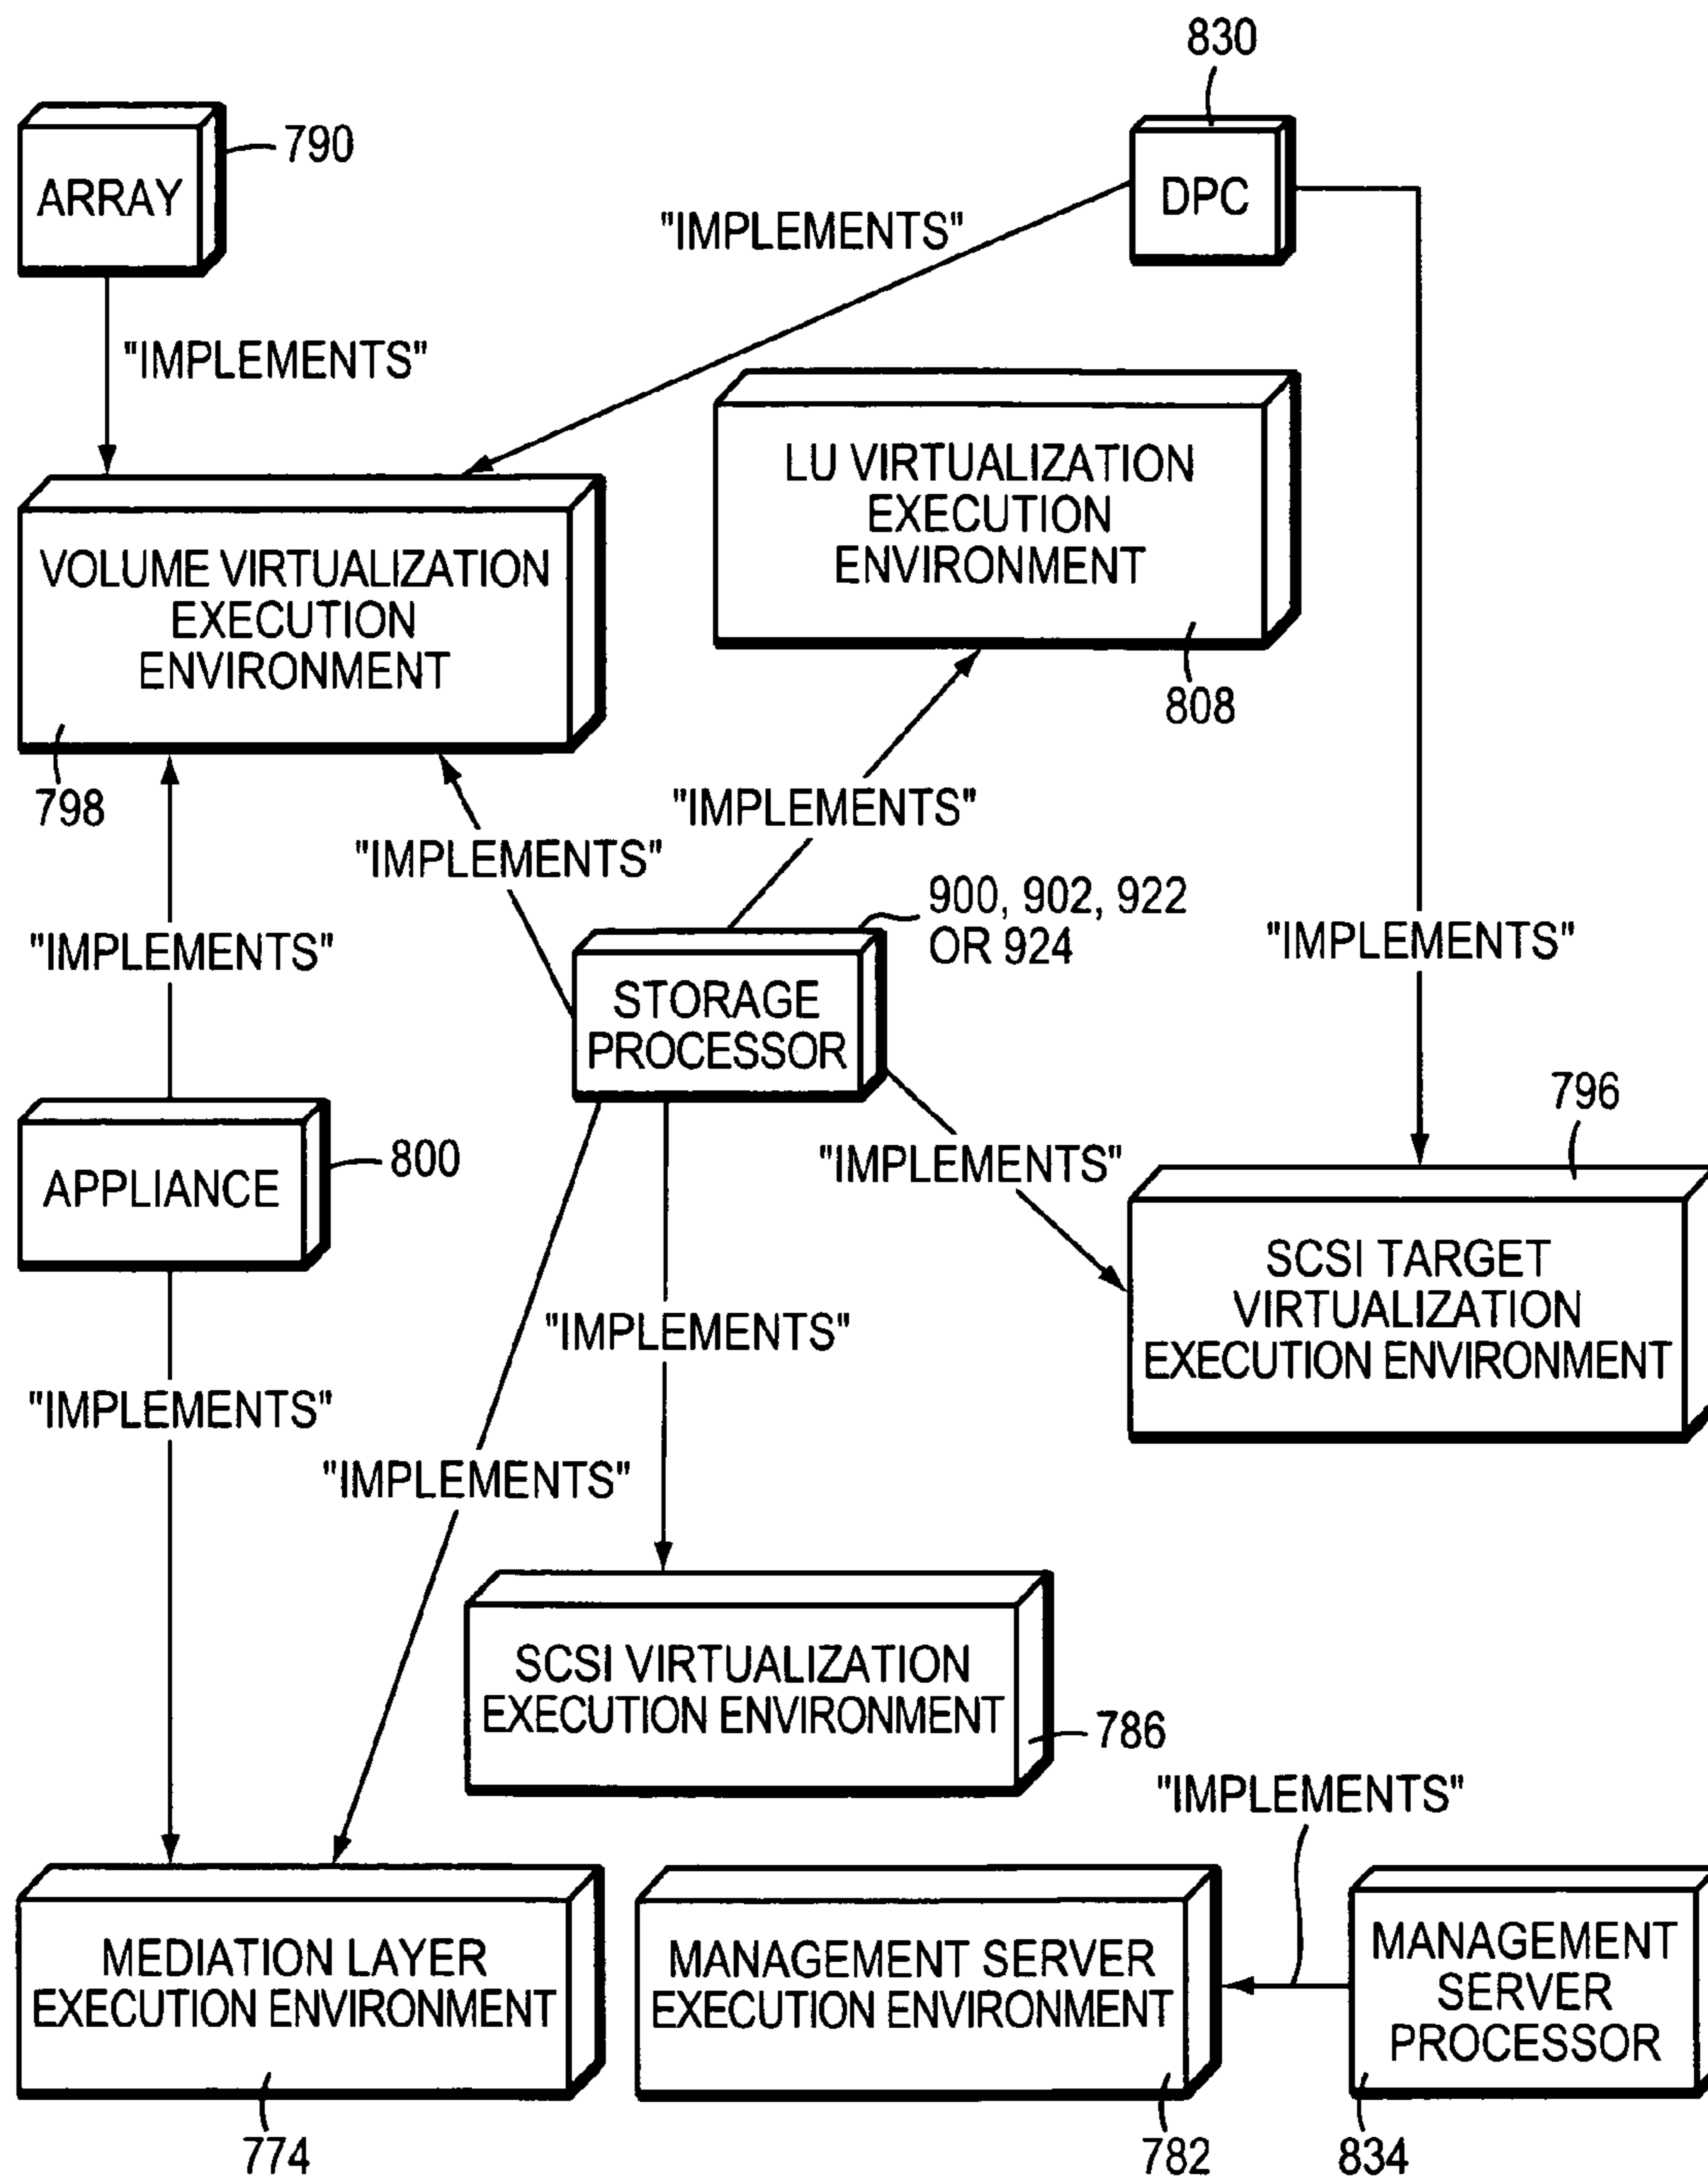 830
790
ARRAY
DPC
"IMPLEMENTS"
"IMPLEMENTS"
LU VIRTUALIZATION
EXECUTION
ENVIRONMENT
808
VOLUME VIRTUALIZATION
EXECUTION
ENVIRONMENT
798
"IMPLEMENTS"
"IMPLEMENTS"
900, 902, 922
OR 924
"IMPLEMENTS"
"IMPLEMENTS"
STORAGE
PROCESSOR
796
APPLIANCE
800
"IMPLEMENTS"
SCSI TARGET
VIRTUALIZATION
EXECUTION ENVIRONMENT
"IMPLEMENTS"
"IMPLEMENTS"
"IMPLEMENTS"
SCSI VIRTUALIZATION
EXECUTION ENVIRONMENT
786
"IMPLEMENTS"
MEDIATION LAYER
EXECUTION ENVIRONMENT
774
MANAGEMENT SERVER
EXECUTION ENVIRONMENT
782
MANAGEMENT
SERVER
PROCESSOR
834